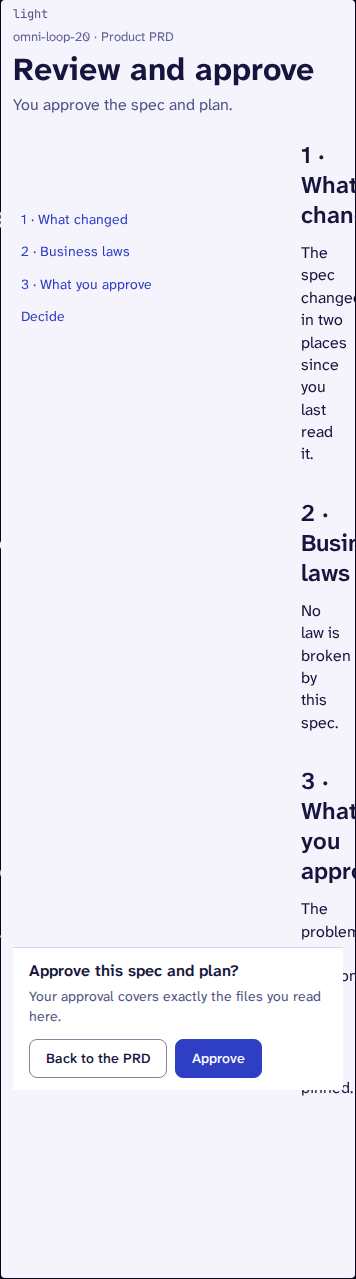 light
omni-loop-20 · Product PRD
Review and approve
You approve the spec and plan.
1 · What changed
2 · Business laws
3 · What you approve
Decide
1 ·
What
chan
The
spec
change
in two
places
since
you
last
read
it.
2 ·
Busin
laws
No
law is
broken
by
this
spec.
3 ·
What
you
appr
The
problem
Approve this spec and plan?
Your approval covers exactly the files you read
here.
Back to the PRD
Approve
pinned.